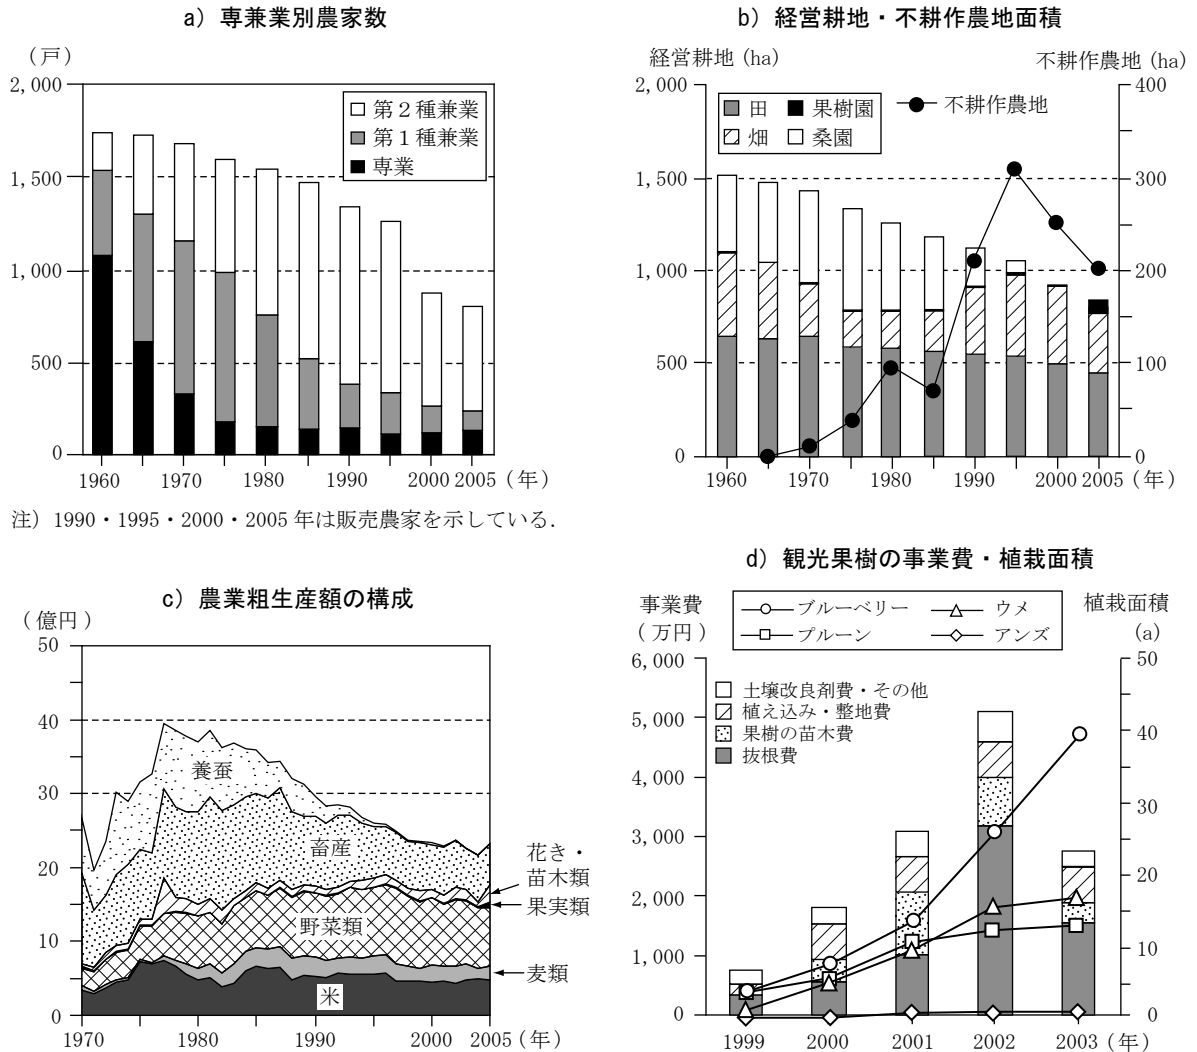 a）専兼業別農家数
（戸）
2,000
1,500
1,000
500
0
第２種兼業
第１種兼業
専業
1960
1970
1980
1990
2000
2005
（年）
注）1990・1995・2000・2005 年は販売農家を示している.
b）経営耕地・不耕作農地面積
経営耕地 (ha)
不耕作農地 (ha)
2,000
1,500
1,000
500
0
田
果樹園
畑
桑園
不耕作農地
400
300
200
100
0
1960
1970
1980
1990
2000
2005
（年）
c）農業粗生産額の構成
（億円）
50
40
30
20
10
0
養蚕
畜産
野菜類
米
花き・
苗木類
果実類
麦類
1970
1980
1990
2000
2005
（年）
d）観光果樹の事業費・植栽面積
事業費
（万円）
植栽面積
(a)
ブルーベリー
ウメ
プルーン
アンズ
6,000
5,000
4,000
3,000
2,000
1,000
0
土壌改良剤費・その他
植え込み・整地費
果樹の苗木費
抜根費
50
40
30
20
10
0
1999
2000
2001
2002
2003
（年）